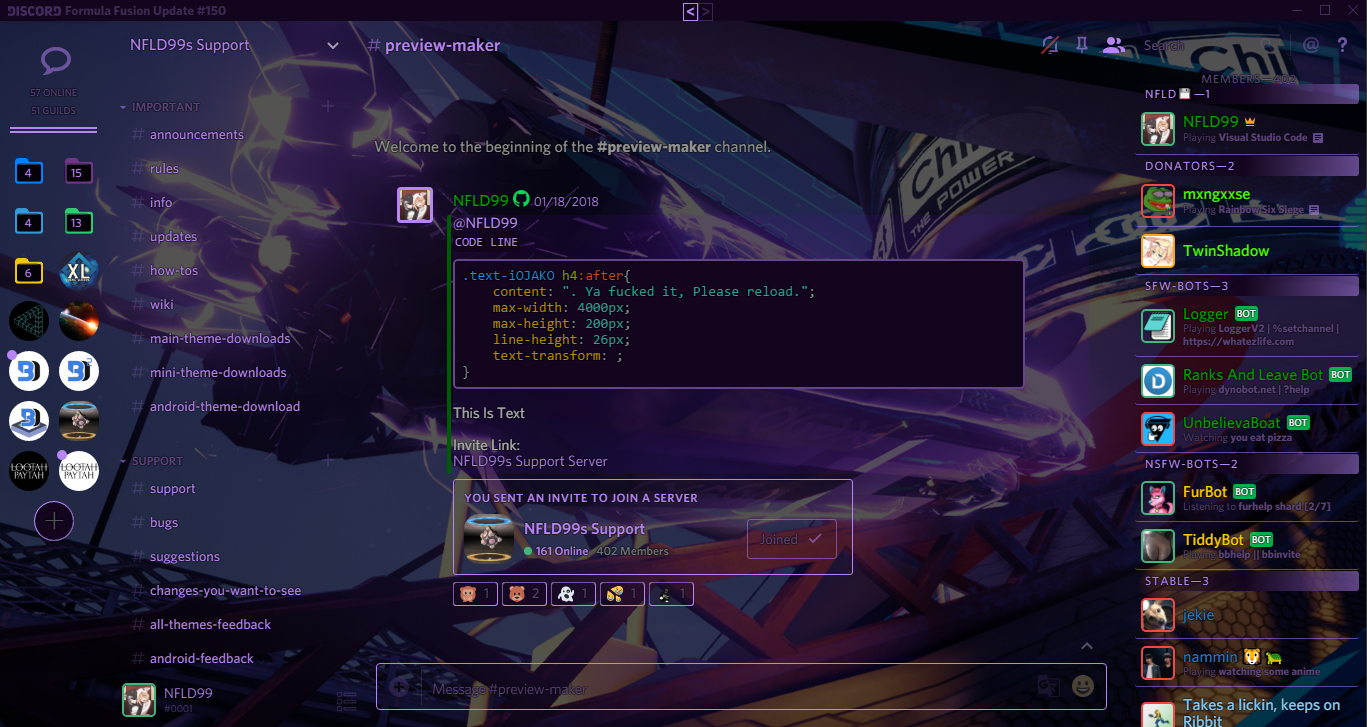 DISCORD Formula Fusion Update #150
< >
NFLD99s Support
# preview-maker
Search
@ ?
57 ONLINE
51 GUILDS
4 15
4 13
6 XL
LOOTAH PAYTAH LOOTAH PAYTAH
IMPORTANT
# announcements
# rules
# info
# updates
# how-tos
# wiki
# main-theme-downloads
# mini-theme-downloads
# android-theme-download
SUPPORT
# support
# bugs
# suggestions
# changes-you-want-to-see
# all-themes-feedback
# android-feedback
NFLD99
#0001
Welcome to the beginning of the #preview-maker channel.
NFLD99 01/18/2018
@NFLD99
CODE LINE
.text-iOJAKO h4:after{
content: ". Ya fucked it, Please reload.";
max-width: 4000px;
max-height: 200px;
line-height: 26px;
text-transform: ;
}
This Is Text
Invite Link:
NFLD99s Support Server
YOU SENT AN INVITE TO JOIN A SERVER
NFLD99s Support
161 Online 402 Members
Joined
1 2 1 1 1
Message #preview-maker
MEMBERS—402
NFLD💾—1
NFLD99
Playing Visual Studio Code
DONATORS—2
mxngxxse
Playing Rainbow Six Siege
TwinShadow
SFW-BOTS—3
Logger BOT
Playing LoggerV2 | %setchannel |
https://whatezlife.com
Ranks And Leave Bot BOT
Playing dynobot.net | ?help
UnbelievaBoat BOT
Watching you eat pizza
NSFW-BOTS—2
FurBot BOT
Listening to furhelp shard [2/7]
TiddyBot BOT
Playing bbhelp || bbinvite
STABLE—3
jekie
nammin 🐯🐢
Playing watching some anime
Takes a lickin, keeps on
Ribbit
Chi
THE POWER